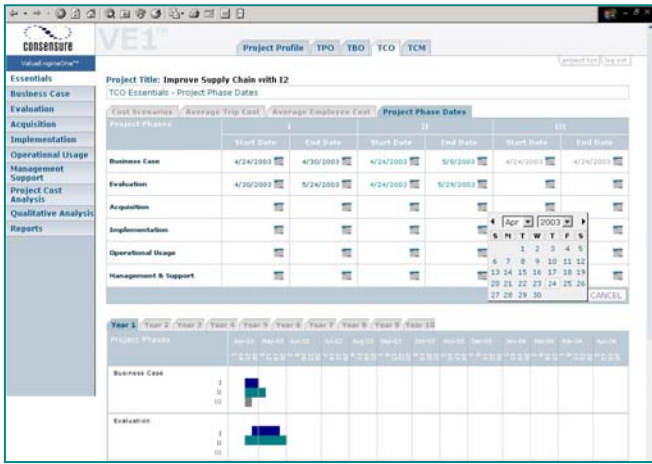 consensure
VE1™
Project Profile TPO TBO TCO TCM
project list log out
ValueEngineOne™
Essentials
Business Case
Evaluation
Acquisition
Implementation
Operational Usage
Management
Support
Project Cost
Analysis
Qualitative Analysis
Reports
Project Title: Improve Supply Chain with I2
TCO Essentials - Project Phase Dates
Cost Scenarios Average Trip Cost Average Employee Cost Project Phase Dates
Project Phases I II III
Start Date End Date Start Date End Date Start Date End Date
Business Case 4/24/2003 4/30/2003 4/24/2003 5/8/2003 4/24/2003 4/24/2003
Evaluation 4/30/2003 5/24/2003 4/24/2003 5/29/2003
Acquisition
Implementation
Operational Usage
Management & Support
Apr 2003
S M T W T F S
1 2 3 4 5
6 7 8 9 10 11 12
13 14 15 16 17 18 19
20 21 22 23 24 25 26
27 28 29 30
CANCEL
Year 1 Year 2 Year 3 Year 4 Year 5 Year 6 Year 7 Year 8 Year 9 Year 10
Project Phases
Business Case
I
II
III
Evaluation
I
II
III